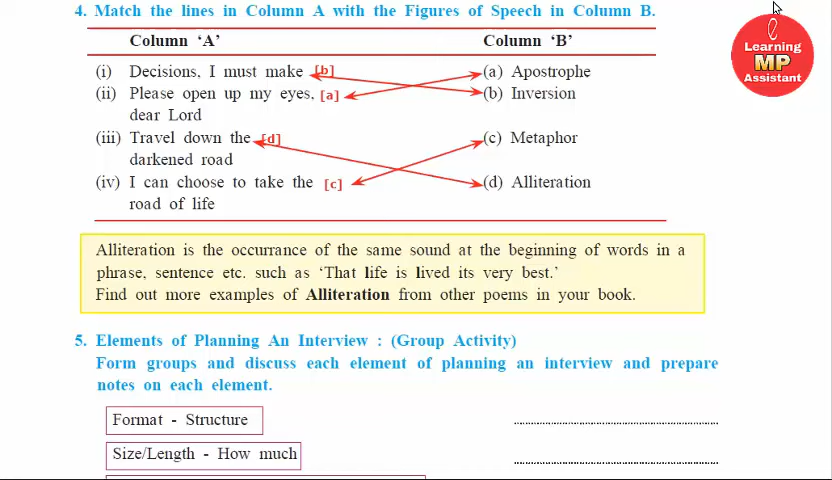 4. Match the lines in Column A with the Figures of Speech in Column B.
Learning
MP
Assistant
Column ‘A’ Column ‘B’
(i) Decisions, I must make [b] (a) Apostrophe
(ii) Please open up my eyes, [a] (b) Inversion
dear Lord
(iii) Travel down the [d] (c) Metaphor
darkened road
(iv) I can choose to take the [c] (d) Alliteration
road of life
Alliteration is the occurrance of the same sound at the beginning of words in a
phrase, sentence etc. such as ‘That life is lived its very best.’
Find out more examples of Alliteration from other poems in your book.
5. Elements of Planning An Interview : (Group Activity)
Form groups and discuss each element of planning an interview and prepare
notes on each element.
Format - Structure
Size/Length - How much